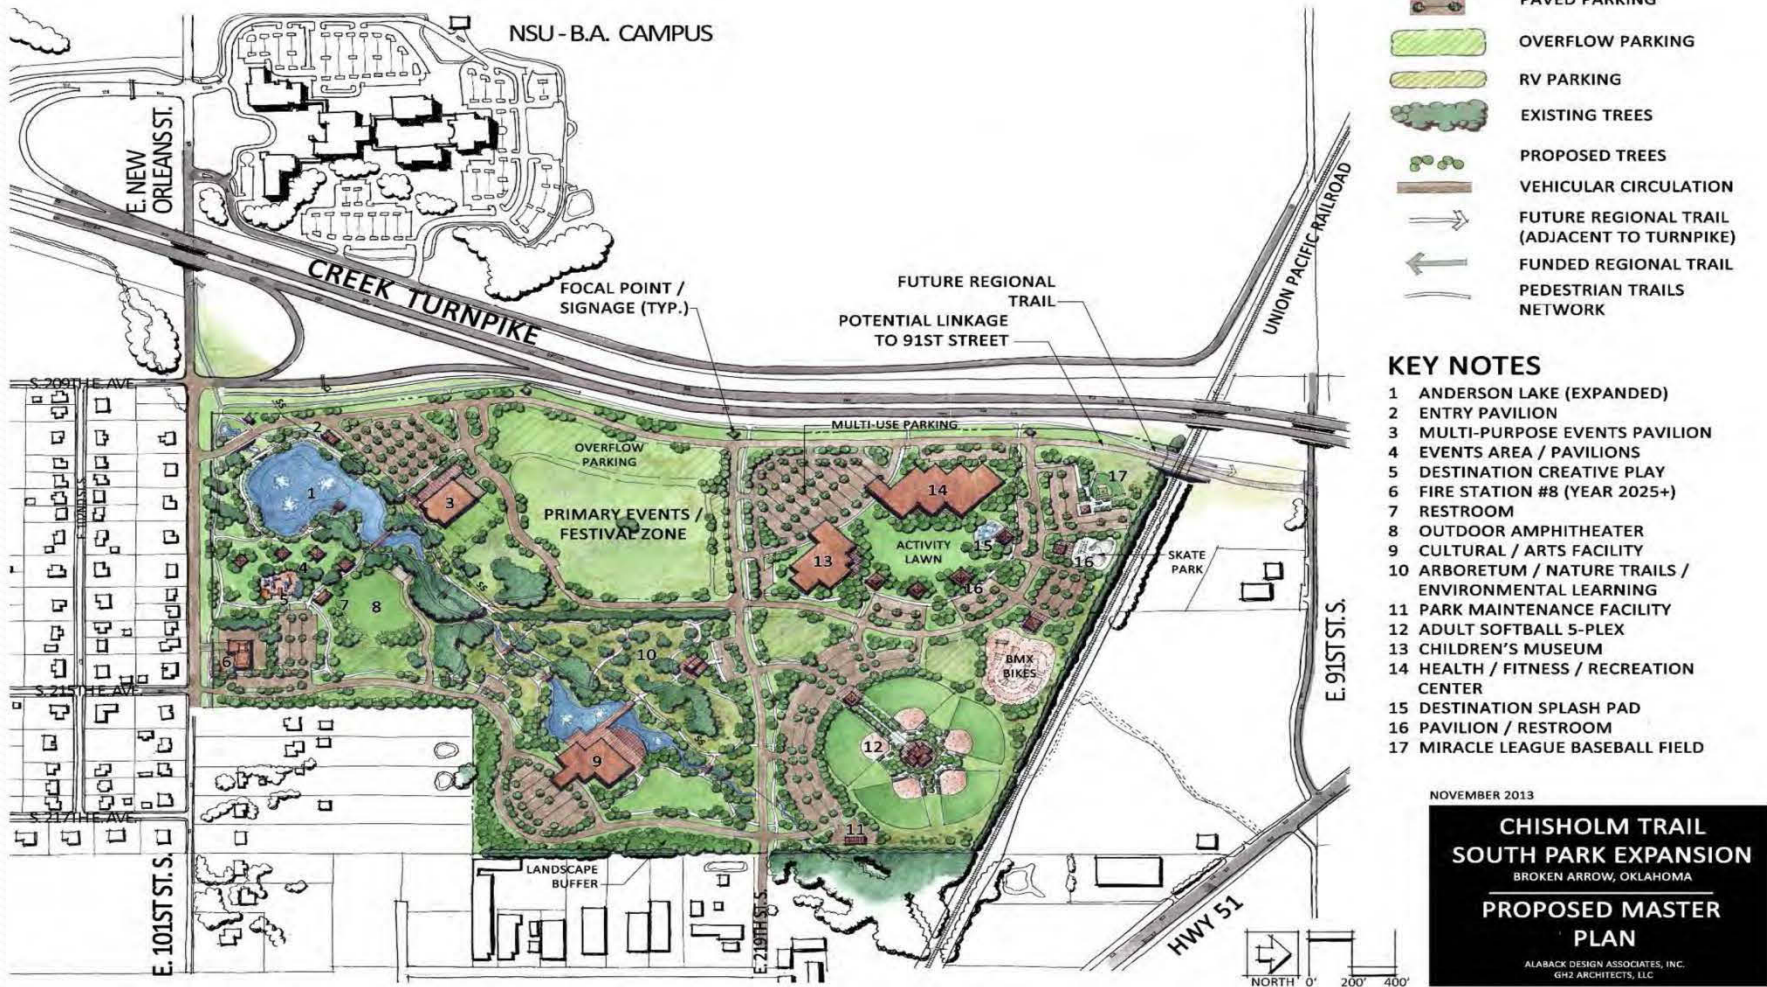 NSU - B.A. CAMPUS
E. NEW
ORLEANS ST.
CREEK TURNPIKE
FOCAL POINT /
SIGNAGE (TYP.)
FUTURE REGIONAL
TRAIL
POTENTIAL LINKAGE
TO 91ST STREET
UNION PACIFIC RAILROAD
S. 209TH E. AVE.
SS
2
OVERFLOW
PARKING
MULTI-USE PARKING
1
3
PRIMARY EVENTS /
FESTIVAL ZONE
14
17
13
ACTIVITY
LAWN
15
16
SKATE
PARK
4
5
7
8
SS
16
6
10
BMX
BIKES
S. 215TH E. AVE.
9
SS
12
11
S. 217TH E. AVE.
LANDSCAPE
BUFFER
E. 101ST ST. S.
E. 219TH ST. S.
E. 91ST ST. S.
HWY 51
NORTH 0' 200' 400'
PAVED PARKING
OVERFLOW PARKING
RV PARKING
EXISTING TREES
PROPOSED TREES
VEHICULAR CIRCULATION
FUTURE REGIONAL TRAIL
(ADJACENT TO TURNPIKE)
FUNDED REGIONAL TRAIL
PEDESTRIAN TRAILS
NETWORK
KEY NOTES
1 ANDERSON LAKE (EXPANDED)
2 ENTRY PAVILION
3 MULTI-PURPOSE EVENTS PAVILION
4 EVENTS AREA / PAVILIONS
5 DESTINATION CREATIVE PLAY
6 FIRE STATION #8 (YEAR 2025+)
7 RESTROOM
8 OUTDOOR AMPHITHEATER
9 CULTURAL / ARTS FACILITY
10 ARBORETUM / NATURE TRAILS /
ENVIRONMENTAL LEARNING
11 PARK MAINTENANCE FACILITY
12 ADULT SOFTBALL 5-PLEX
13 CHILDREN'S MUSEUM
14 HEALTH / FITNESS / RECREATION
CENTER
15 DESTINATION SPLASH PAD
16 PAVILION / RESTROOM
17 MIRACLE LEAGUE BASEBALL FIELD
NOVEMBER 2013
CHISHOLM TRAIL
SOUTH PARK EXPANSION
BROKEN ARROW, OKLAHOMA
PROPOSED MASTER
PLAN
ALABACK DESIGN ASSOCIATES, INC.
GH2 ARCHITECTS, LLC